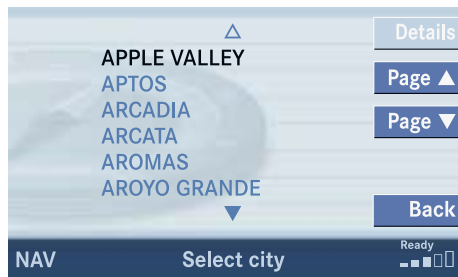 Details
APPLE VALLEY
APTOS
Page ▲
ARCADIA
ARCATA
Page ▼
AROMAS
AROYO GRANDE
Back
NAV
Select city
Ready